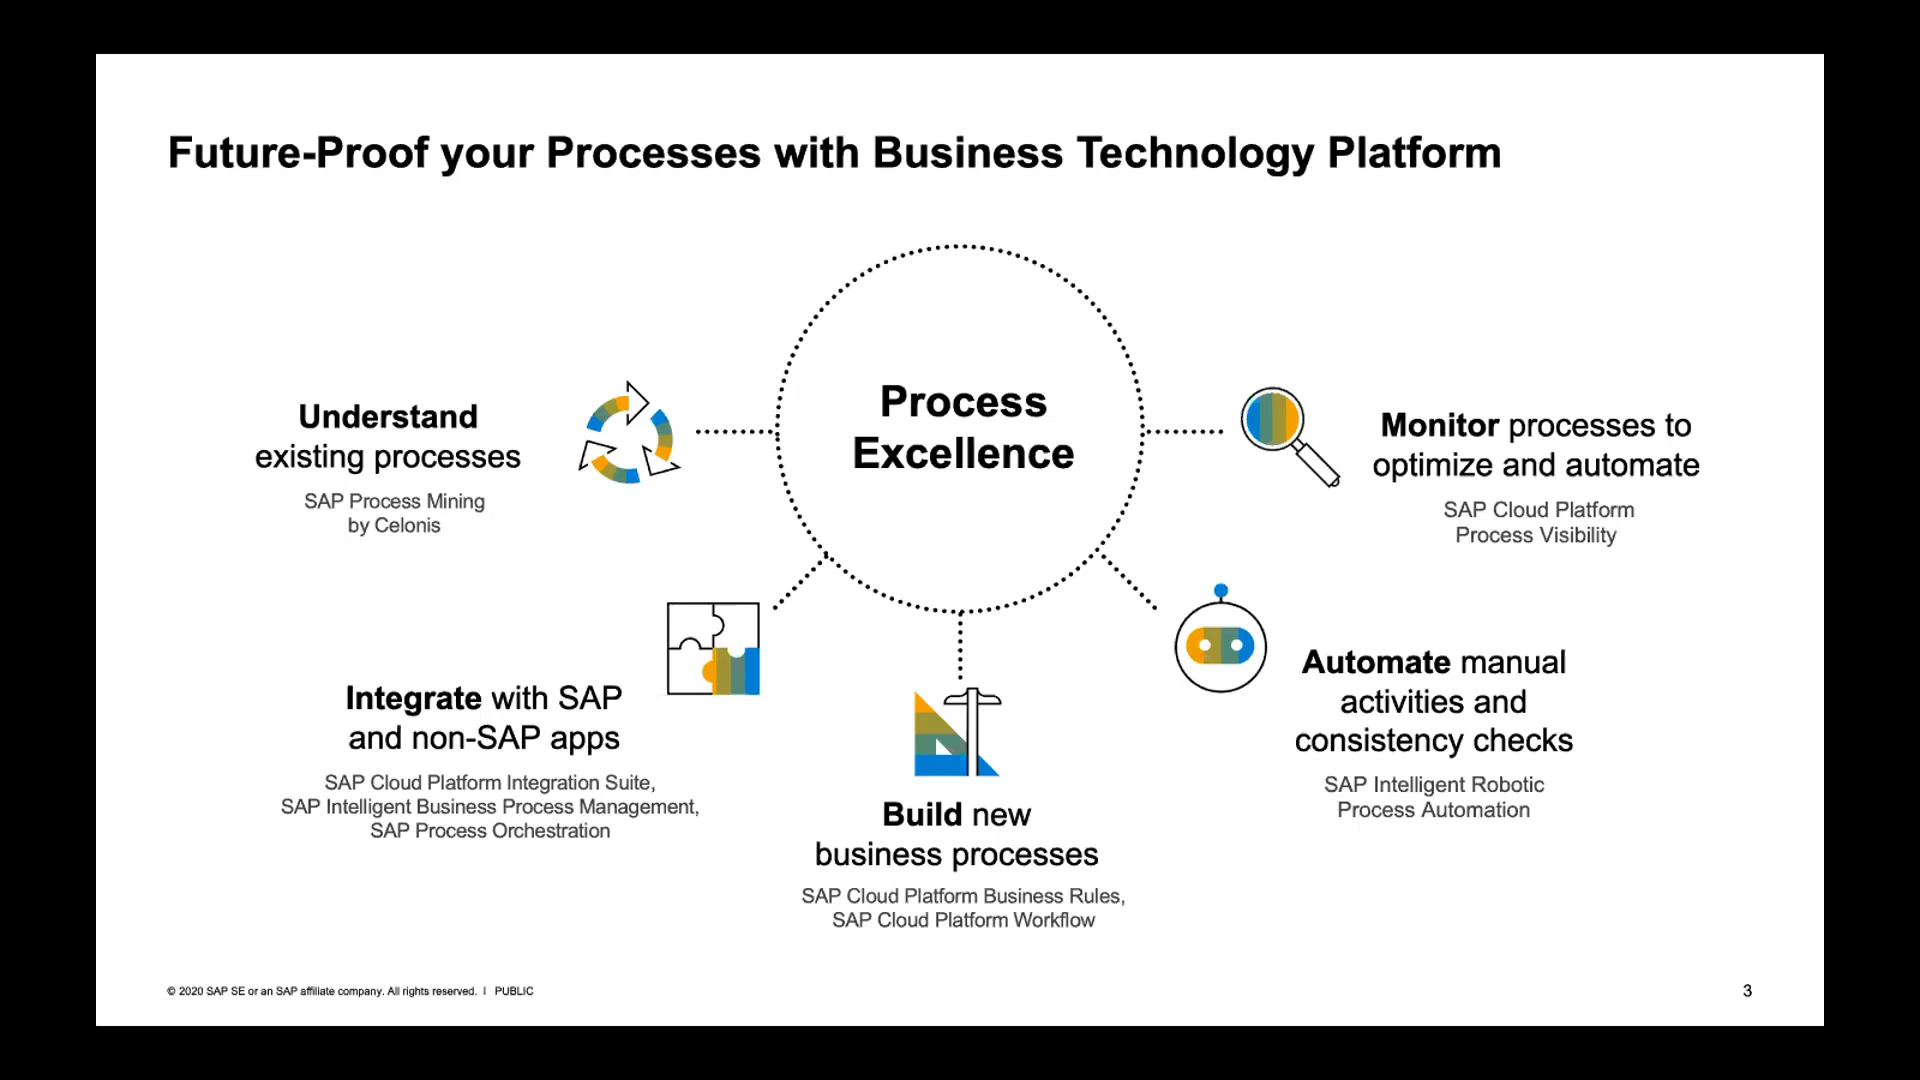 Future-Proof your Processes with Business Technology Platform
Process
Excellence
Understand
existing processes
SAP Process Mining
by Celonis
Integrate with SAP
and non-SAP apps
SAP Cloud Platform Integration Suite,
SAP Intelligent Business Process Management,
SAP Process Orchestration
Build new
business processes
SAP Cloud Platform Business Rules,
SAP Cloud Platform Workflow
Automate manual
activities and
consistency checks
SAP Intelligent Robotic
Process Automation
Monitor processes to
optimize and automate
SAP Cloud Platform
Process Visibility
© 2020 SAP SE or an SAP affiliate company. All rights reserved. I PUBLIC
3